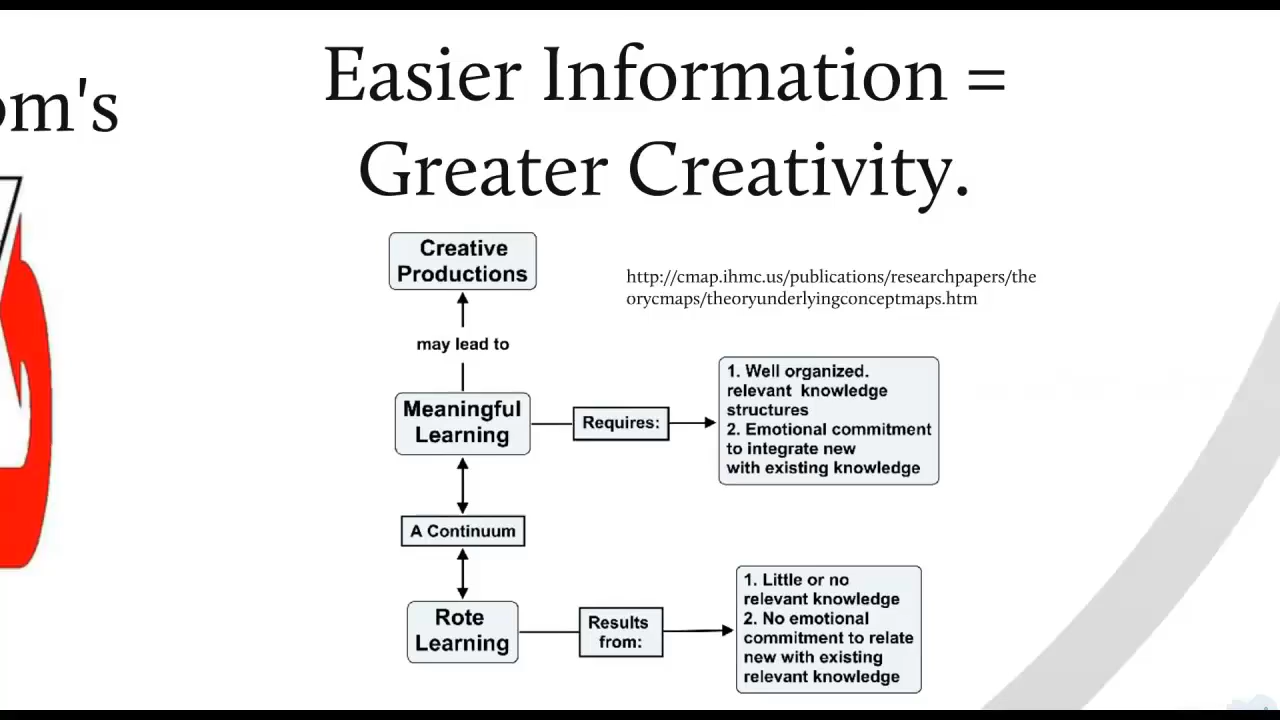 om's
Easier Information =
Greater Creativity.
Creative
Productions
http://cmap.ihmc.us/publications/researchpapers/the
orycmaps/theoryunderlyingconceptmaps.htm
may lead to
Meaningful
Learning
Requires:
1. Well organized.
relevant knowledge
structures
2. Emotional commitment
to integrate new
with existing knowledge
A Continuum
Rote
Learning
Results
from:
1. Little or no
relevant knowledge
2. No emotional
commitment to relate
new with existing
relevant knowledge